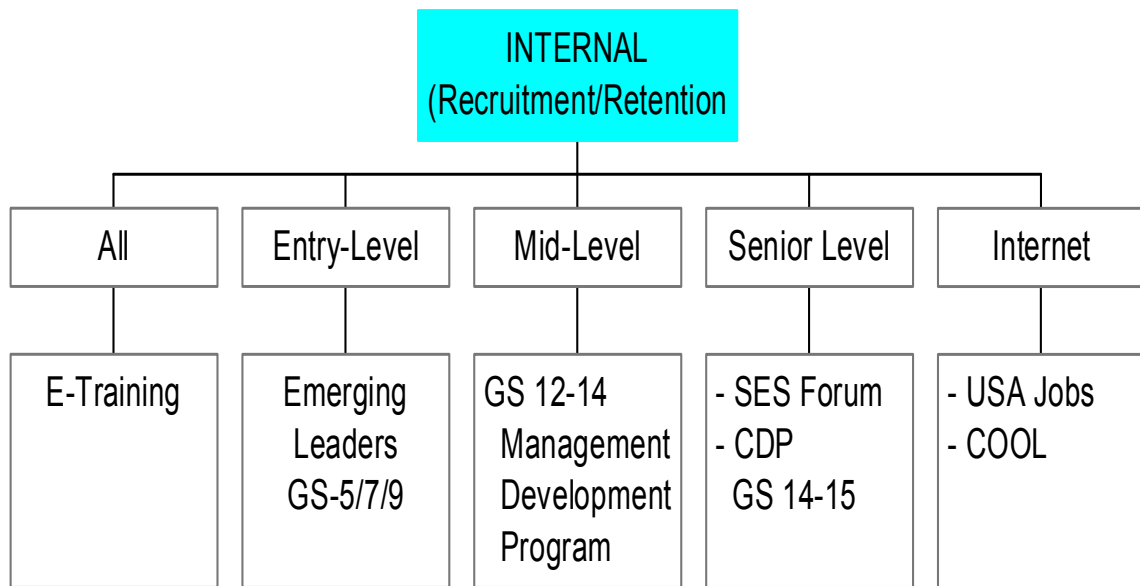 INTERNAL
(Recruitment/Retention
All
Entry-Level
Mid-Level
Senior Level
Internet
E-Training
Emerging
Leaders
GS-5/7/9
GS 12-14
Management
Development
Program
- SES Forum
- CDP
GS 14-15
- USA Jobs
- COOL